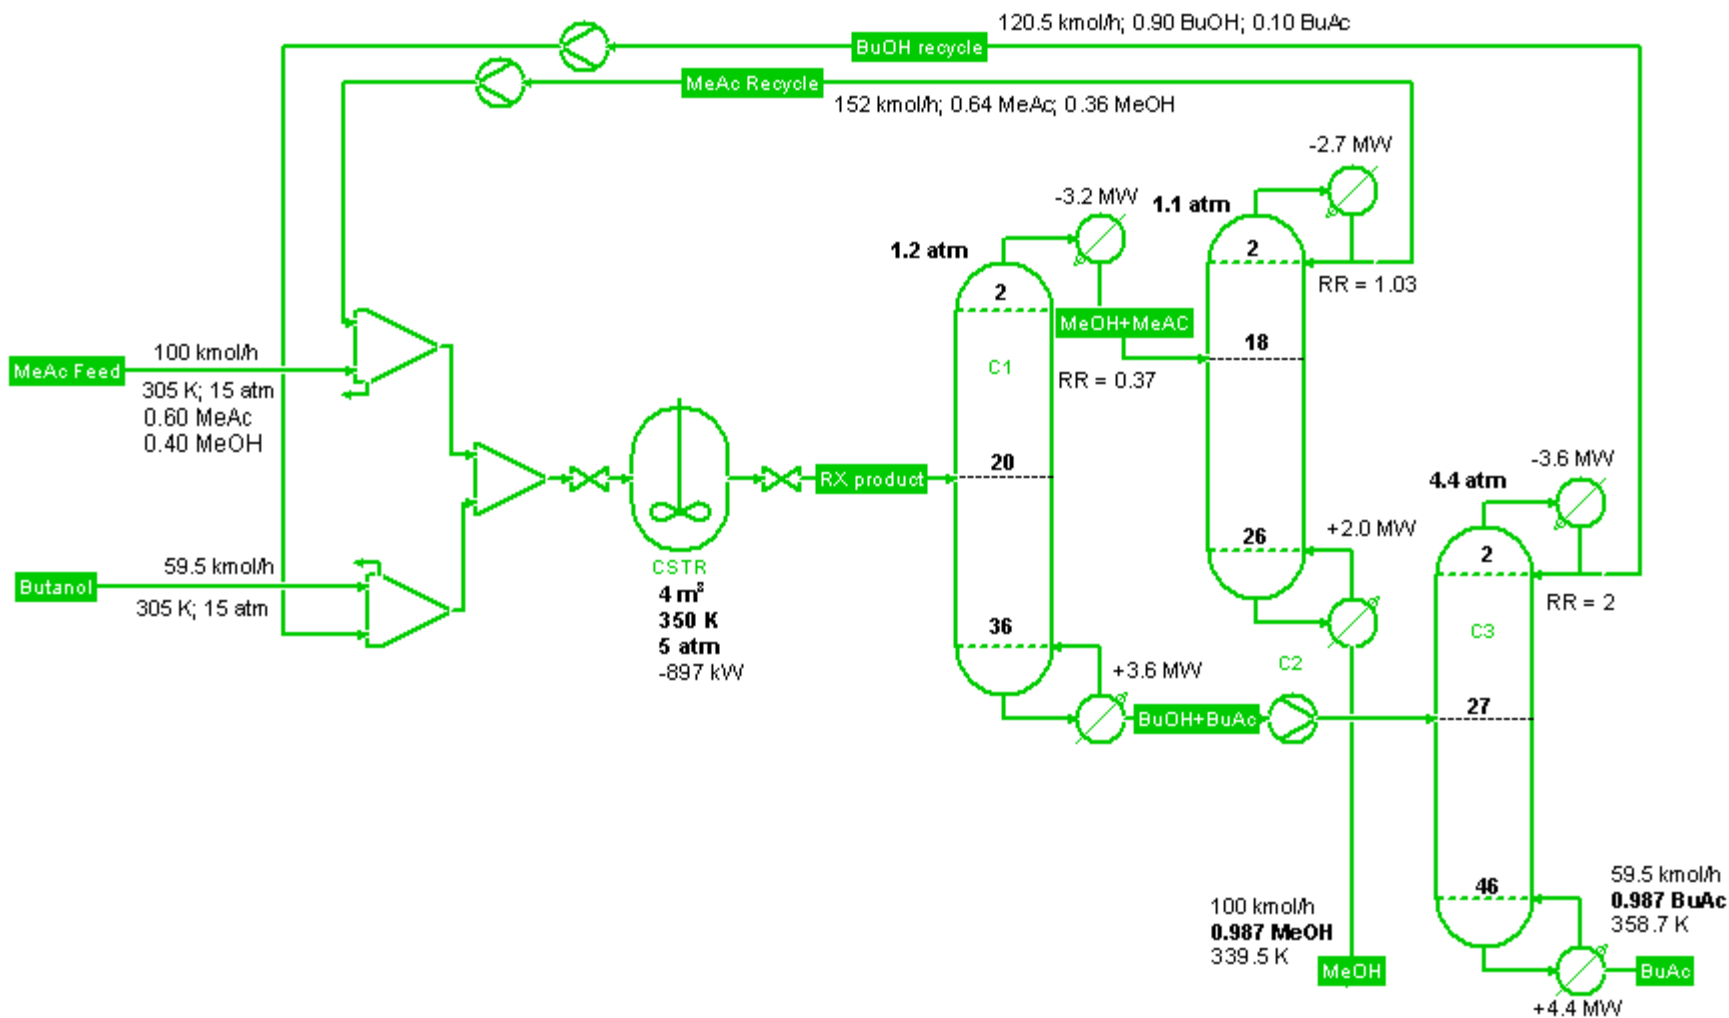 120.5 kmol/h; 0.90 BuOH; 0.10 BuAc
BuOH recycle
MeAc Recycle
152 kmol/h; 0.64 MeAc; 0.36 MeOH
-2.7 MW
-3.2 MW
1.1 atm
1.2 atm
2
2
RR = 1.03
MeOH+MeAC
18
C1
RR = 0.37
100 kmol/h
MeAc Feed
305 K; 15 atm
0.60 MeAc
0.40 MeOH
20
RX product
-3.6 MW
4.4 atm
26
+2.0 MW
2
RR = 2
59.5 kmol/h
Butanol
305 K; 15 atm
CSTR
4 m³
350 K
5 atm
-897 kW
36
C3
C2
+3.6 MW
BuOH+BuAc
27
46
59.5 kmol/h
0.987 BuAc
358.7 K
100 kmol/h
0.987 MeOH
339.5 K
MeOH
BuAc
+4.4 MW